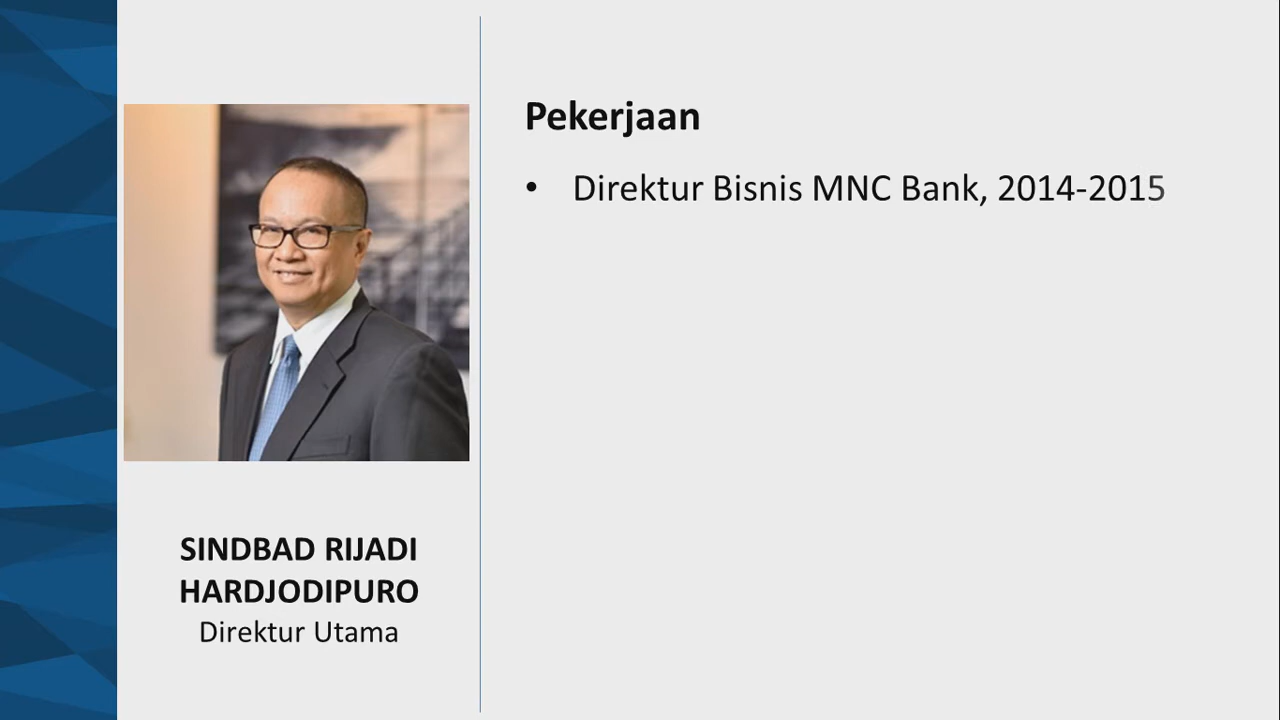 Pekerjaan
• Direktur Bisnis MNC Bank, 2014-2015
SINDBAD RIJADI
HARDJODIPURO
Direktur Utama